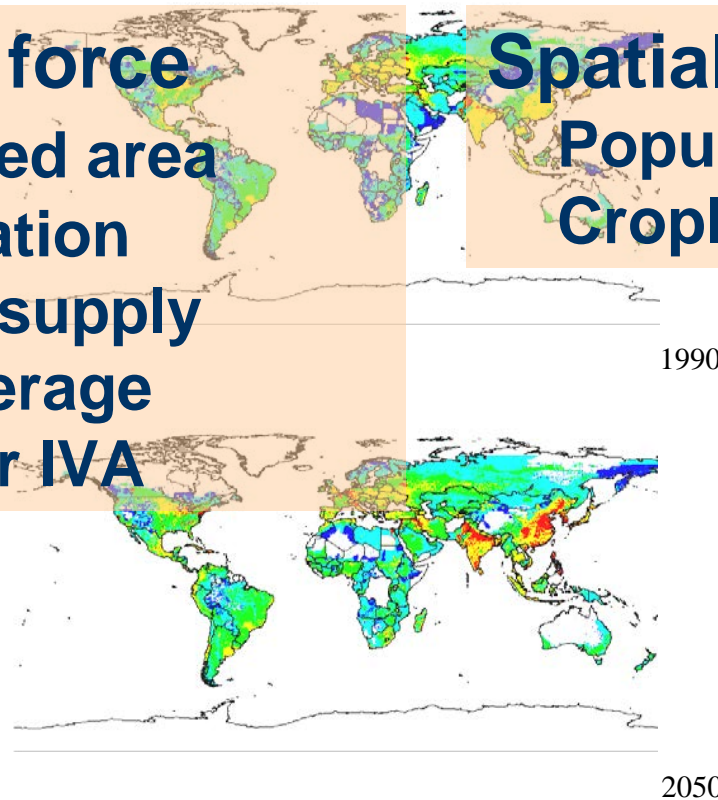 force
ed area
ation
supply
erage
r IVA
Spatial
Popu
Cropl
1990
2050